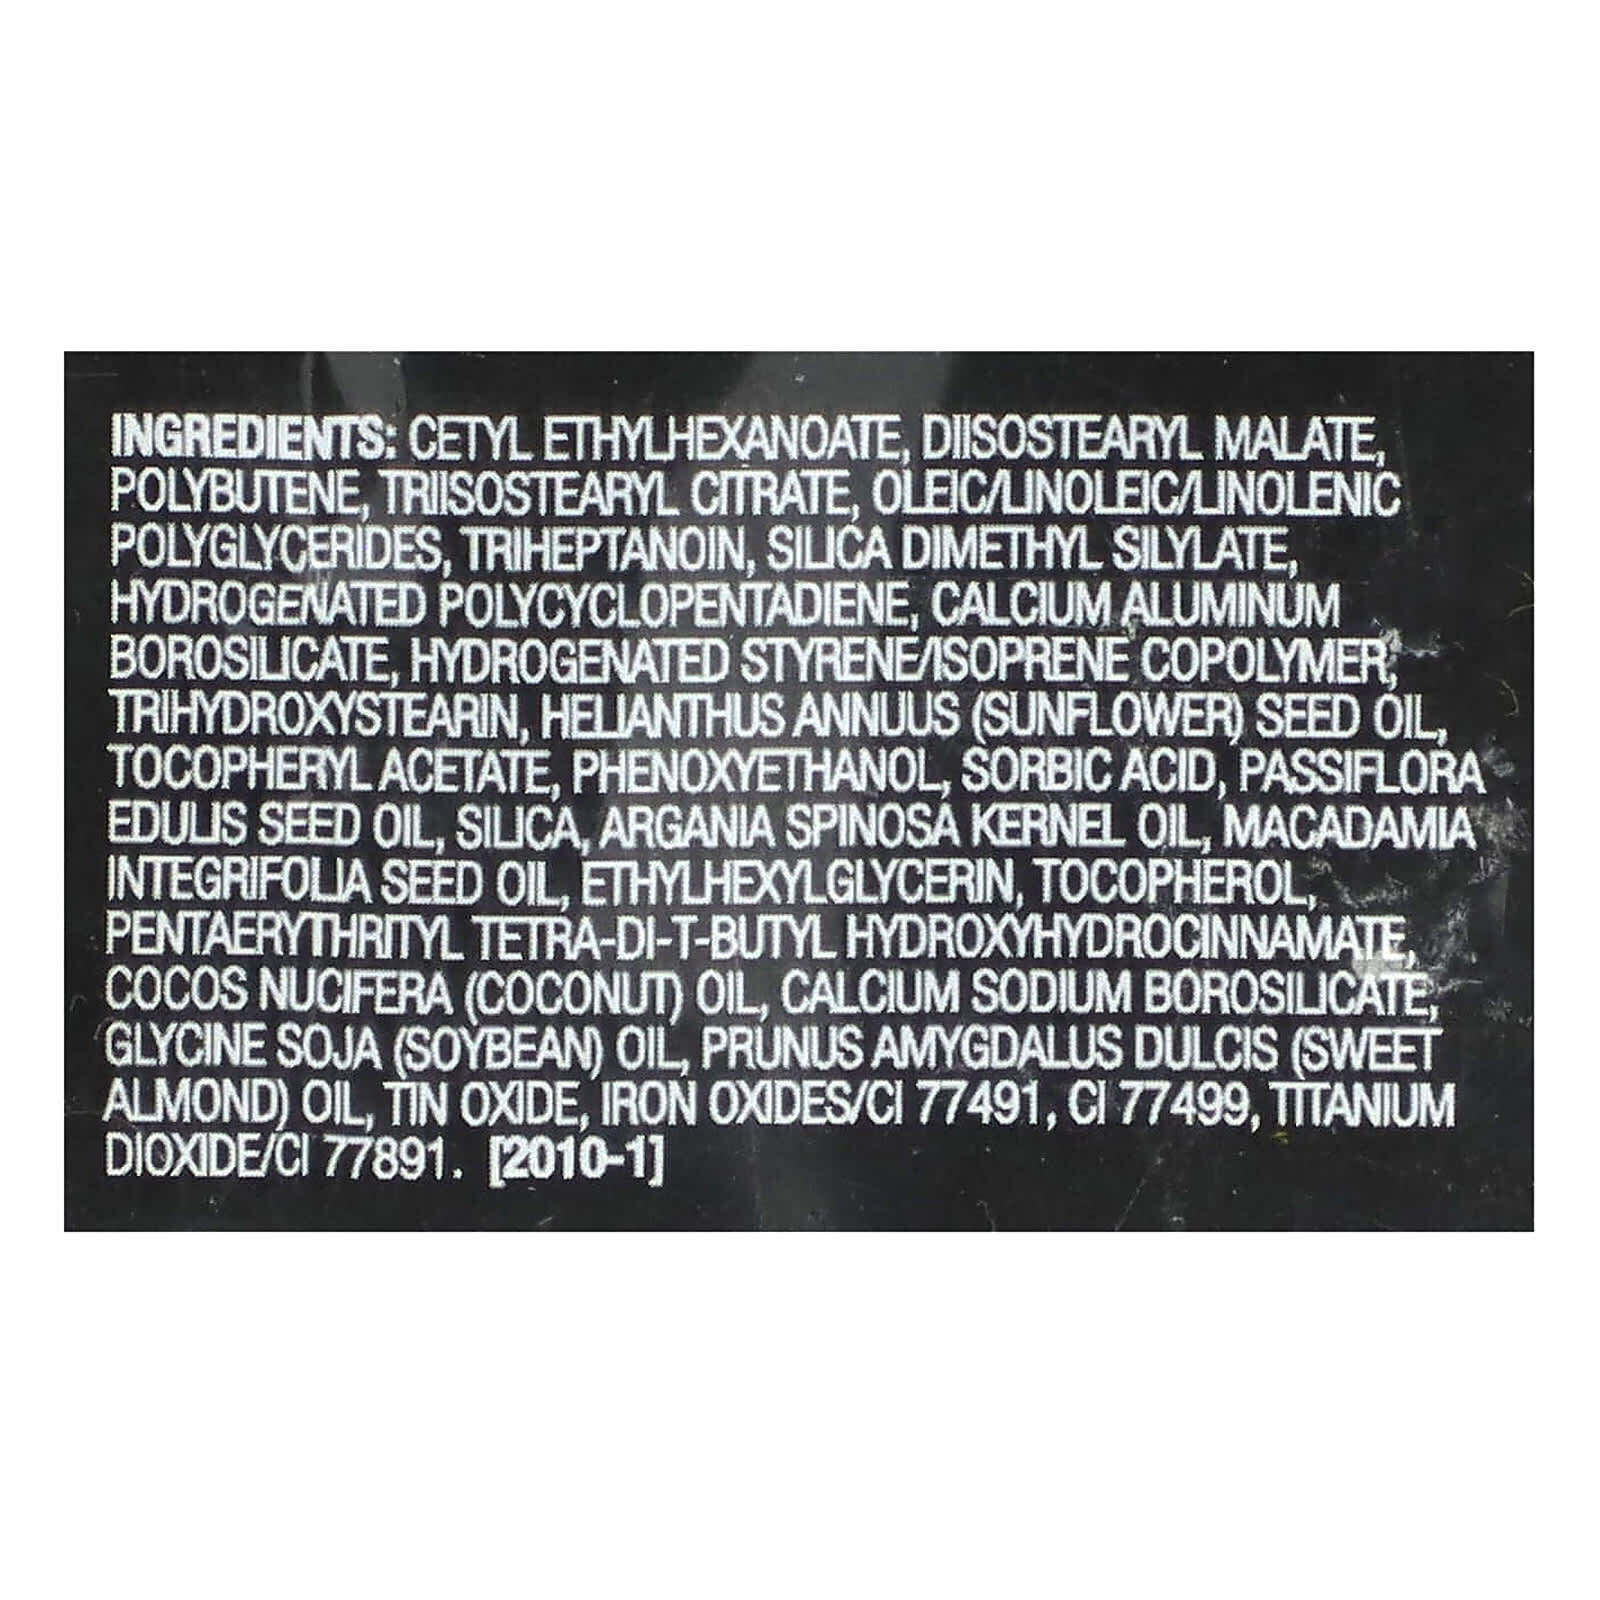 INGREDIENTS: CETYL ETHYLHEXANOATE, DIISOSTEARYL MALATE,
POLYBUTENE, TRIISOSTEARYL CITRATE, OLEIC/LINOLEIC/LINOLENIC
POLYGLYCERIDES, TRIHEPTANOIN, SILICA DIMETHYL SILYLATE,
HYDROGENATED POLYCYCLOPENTADIENE, CALCIUM ALUMINUM
BOROSILICATE, HYDROGENATED STYRENE/ISOPRENE COPOLYMER,
TRIHYDROXYSTEARIN, HELIANTHUS ANNUUS (SUNFLOWER) SEED OIL,
TOCOPHERYL ACETATE, PHENOXYETHANOL, SORBIC ACID, PASSIFLORA
EDULIS SEED OIL, SILICA, ARGANIA SPINOSA KERNEL OIL, MACADAMIA
INTEGRIFOLIA SEED OIL, ETHYLHEXYLGLYCERIN, TOCOPHEROL,
PENTAERYTHRITYL TETRA-DI-T-BUTYL HYDROXYHYDROCINNAMATE,
COCOS NUCIFERA (COCONUT) OIL, CALCIUM SODIUM BOROSILICATE,
GLYCINE SOJA (SOYBEAN) OIL, PRUNUS AMYGDALUS DULCIS (SWEET
ALMOND) OIL, TIN OXIDE, IRON OXIDES/CI 77491, CI 77499, TITANIUM
DIOXIDE/CI 77891. [2010-1]